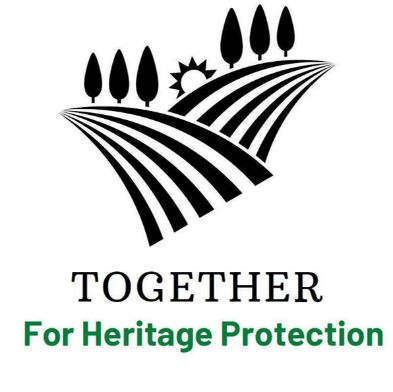 TOGETHER
For Heritage Protection